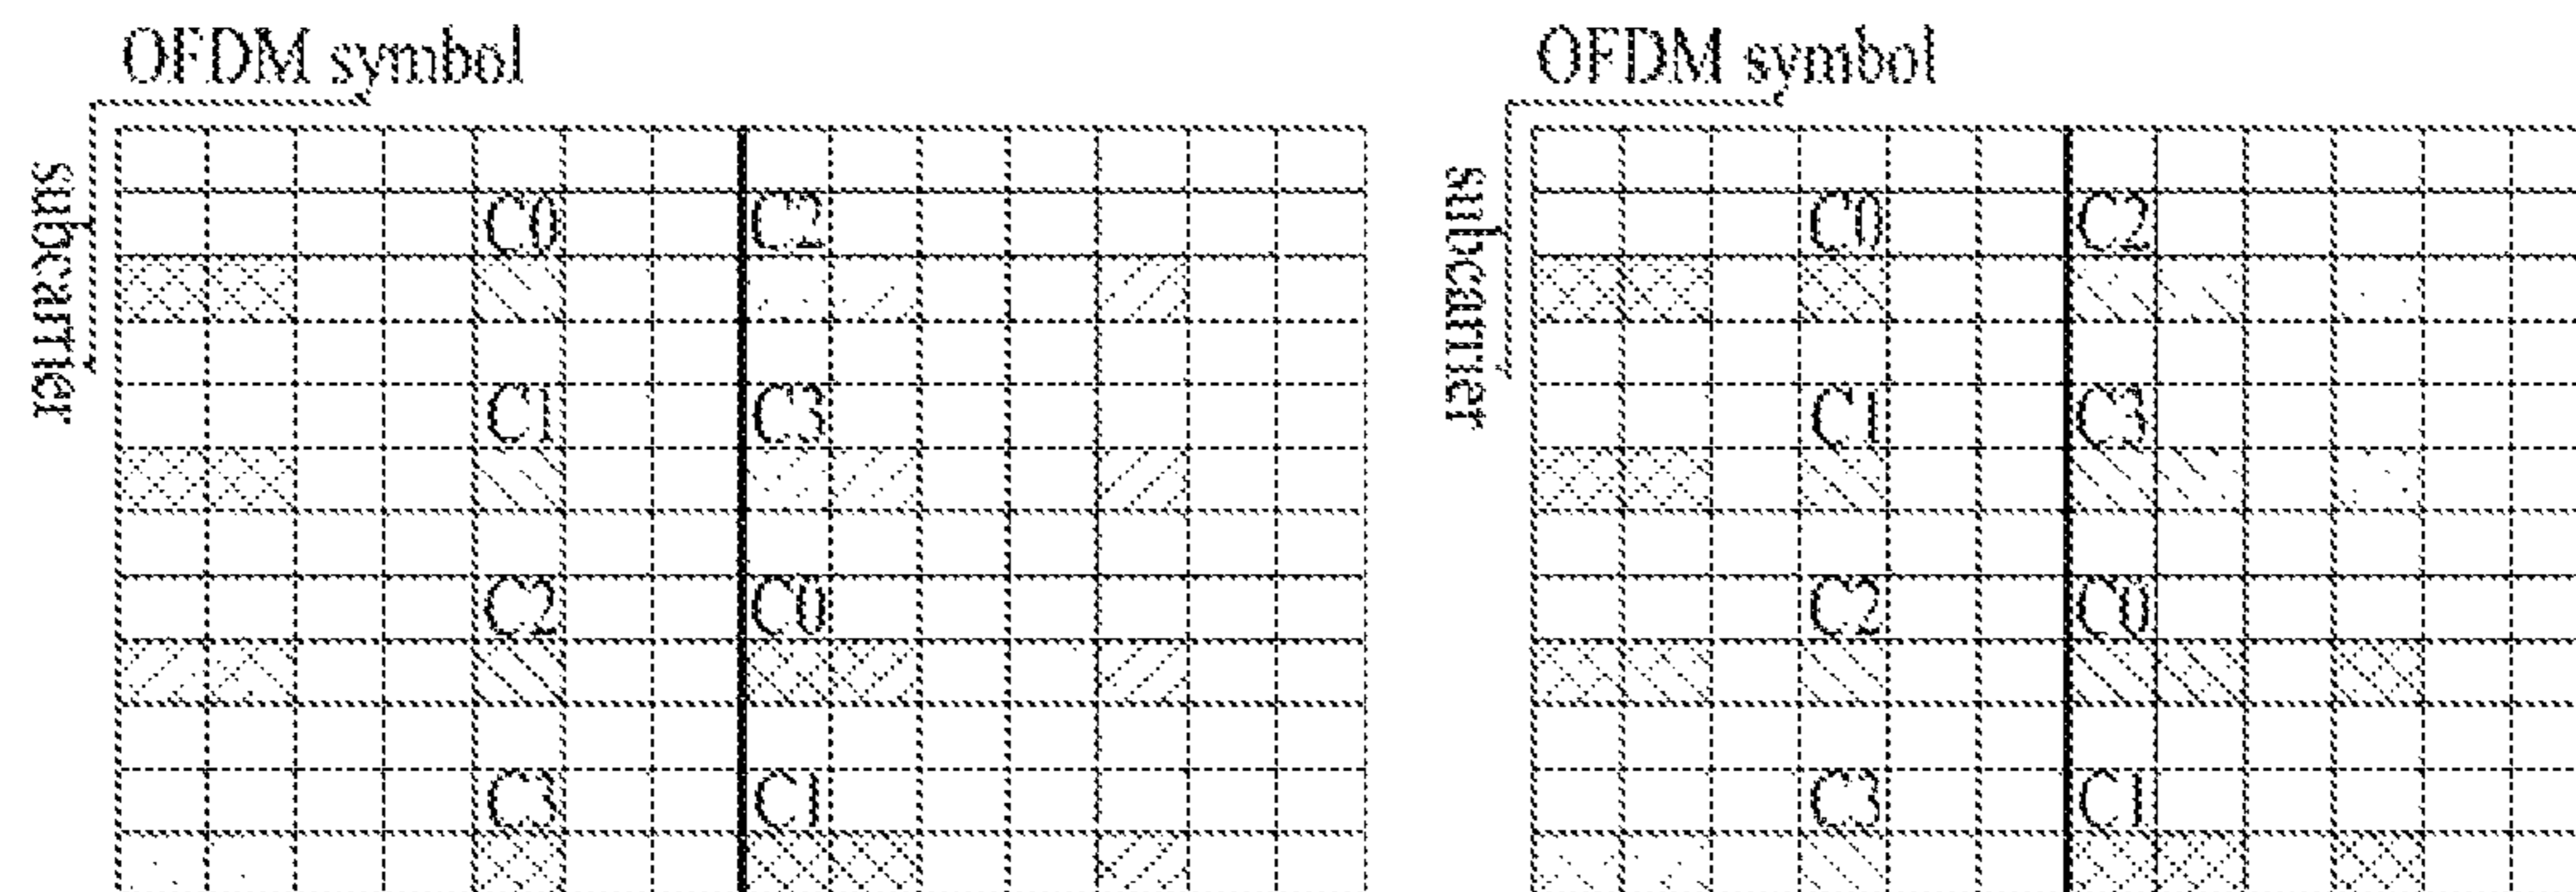 OFDM symbol
subcarrier
C0 C2
C1 C3
C2 C0
C3 C1
OFDM symbol
subcarrier
C0 C2
C1 C3
C2 C0
C3 C1